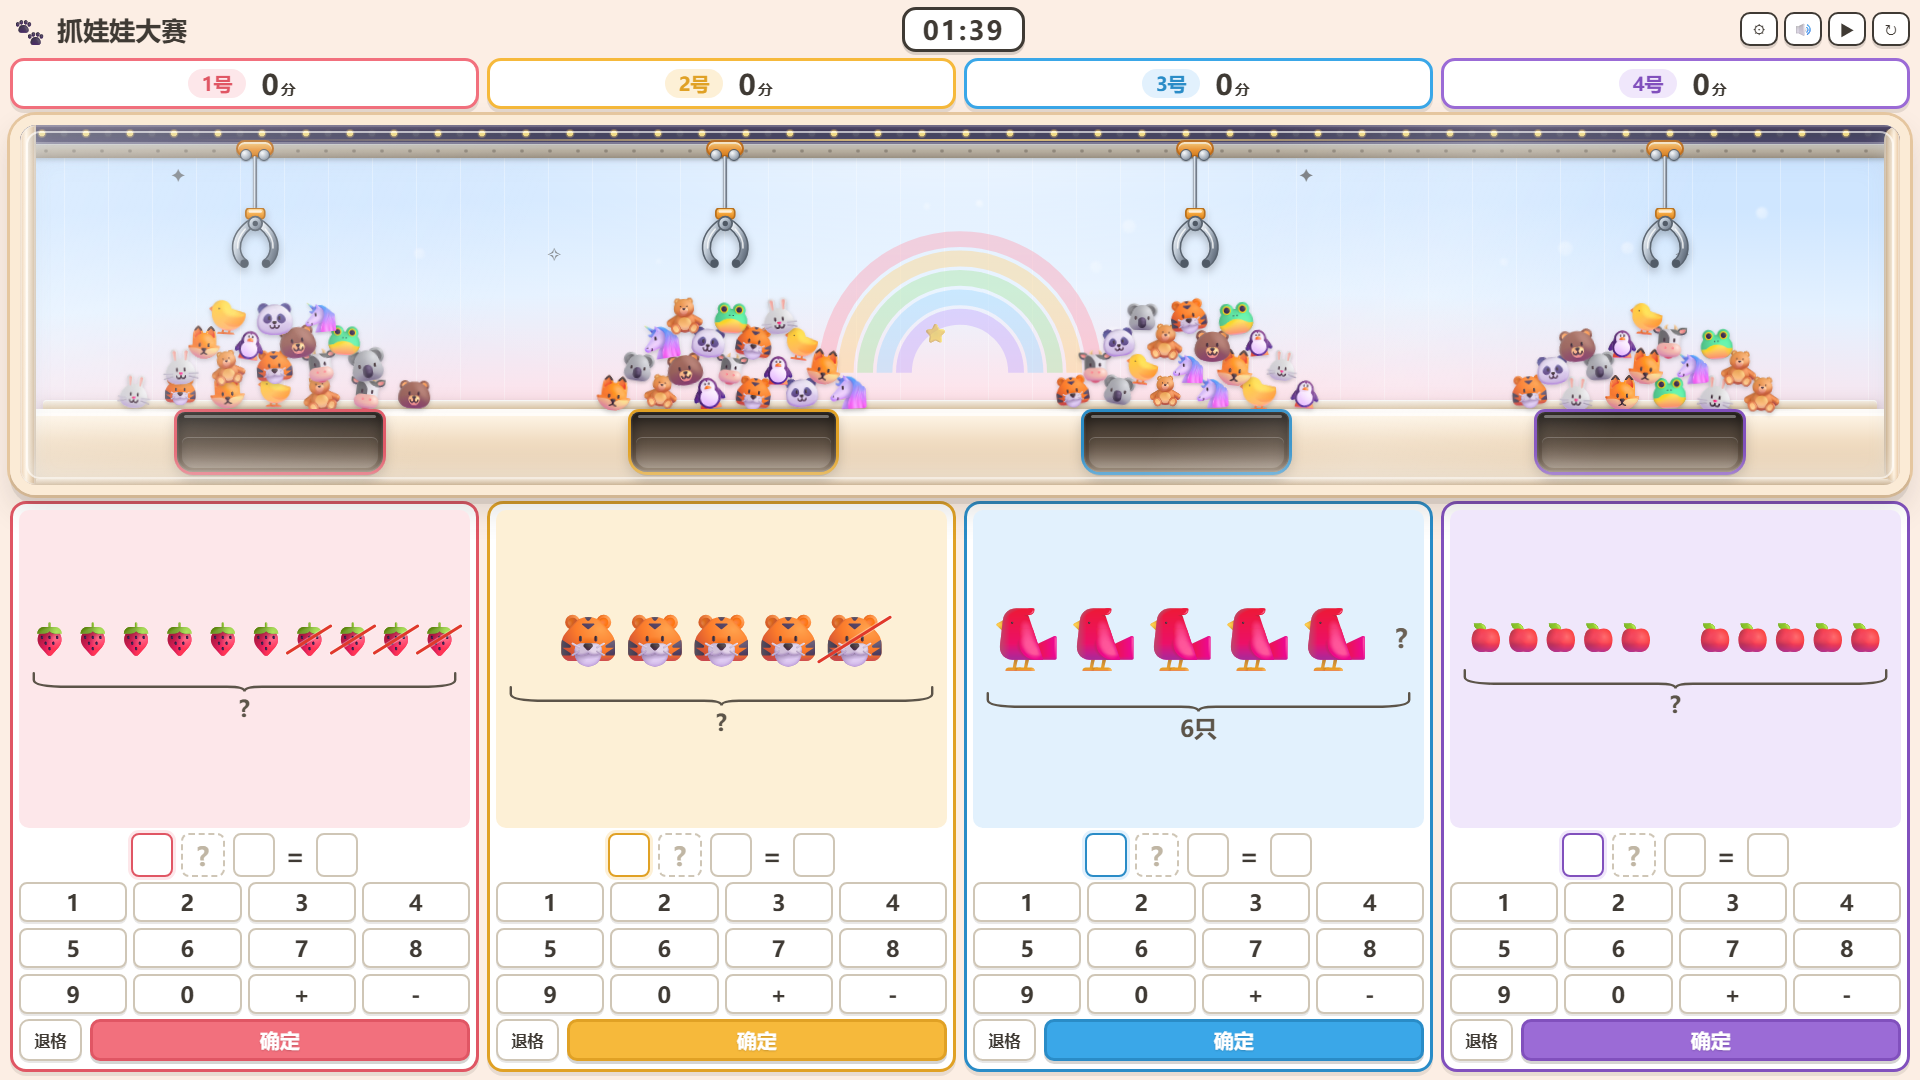 抓娃娃大赛
01:39
1号 0分
2号 0分
3号 0分
4号 0分
?
?
?
6只
?
? =
? =
? =
? =
1 2 3 4
5 6 7 8
9 0 + -
退格 确定
1 2 3 4
5 6 7 8
9 0 + -
退格 确定
1 2 3 4
5 6 7 8
9 0 + -
退格 确定
1 2 3 4
5 6 7 8
9 0 + -
退格 确定